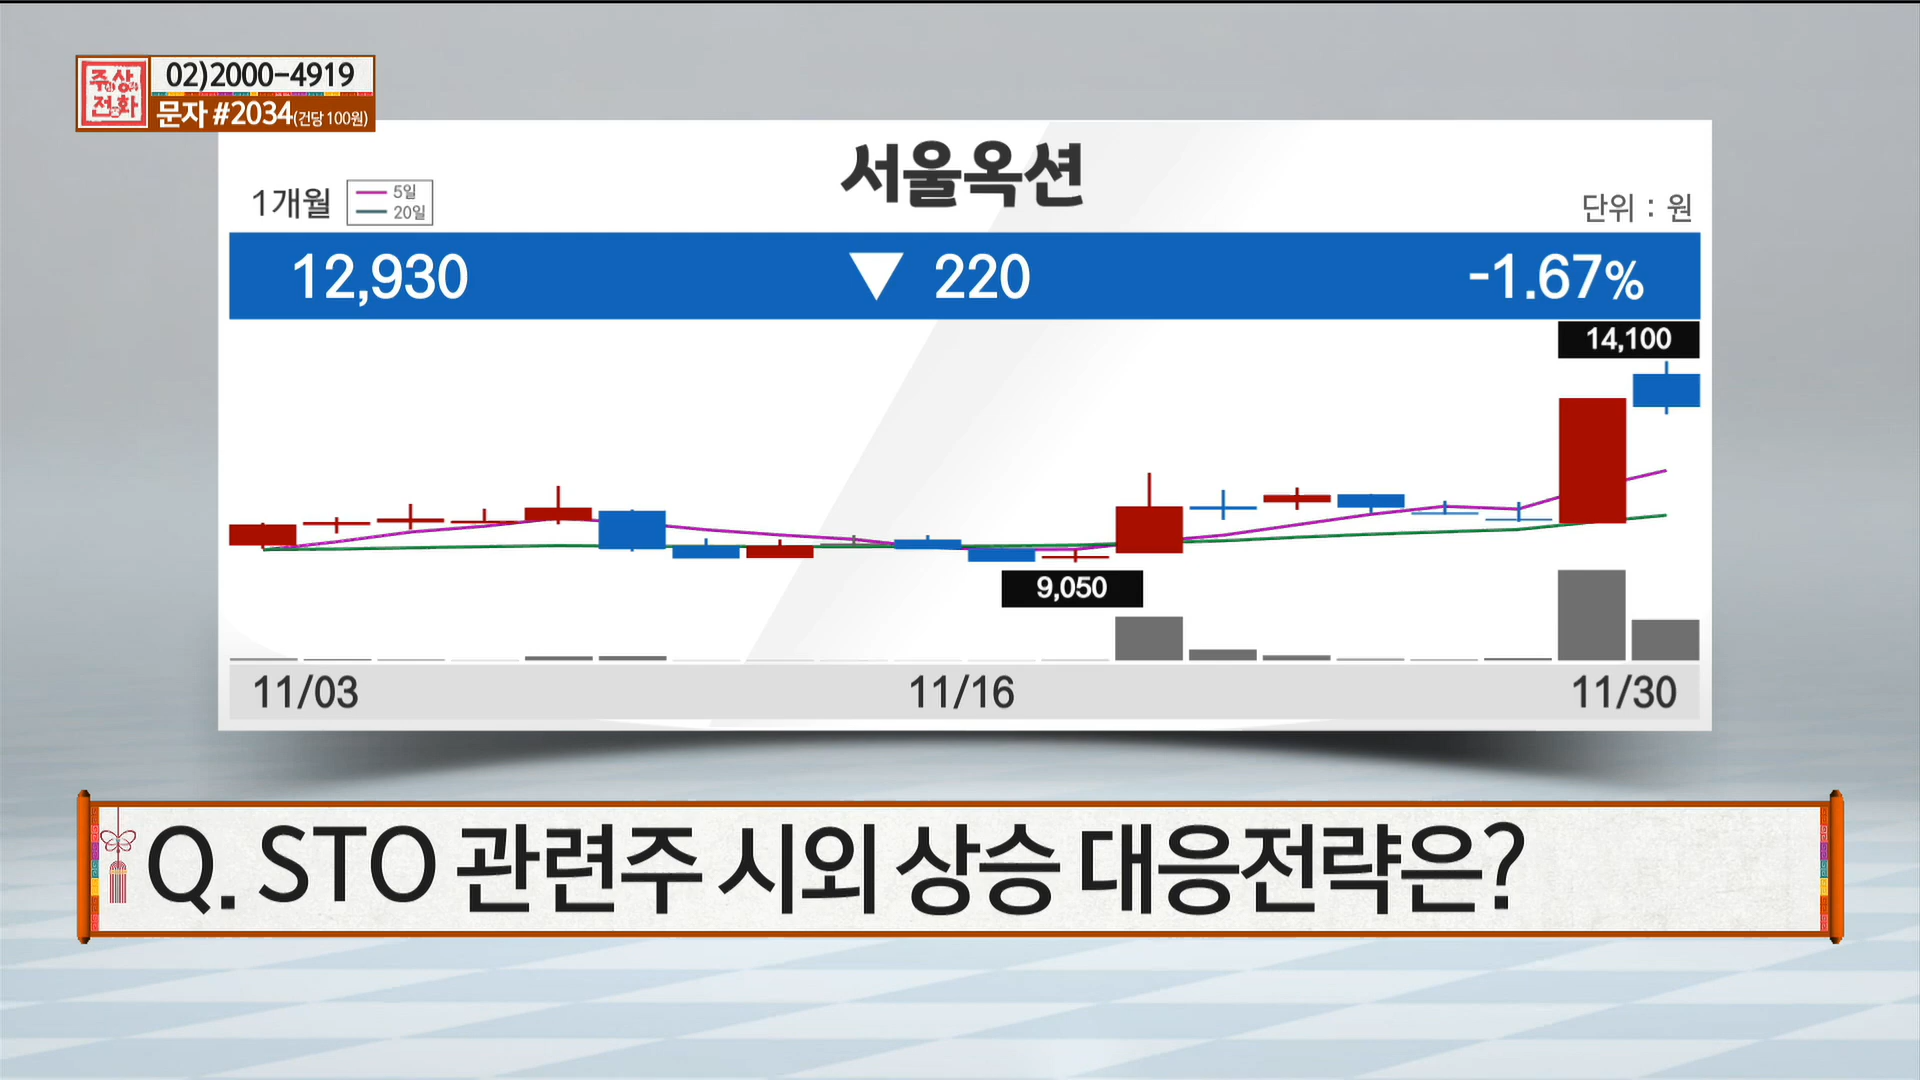 주상
전화
02)2000-4919
문자 #2034(건당 100원)
서울옥션
1개월
5일
20일
단위 : 원
12,930 ▼ 220 -1.67%
14,100
9,050
11/03 11/16 11/30
Q. STO 관련주 시외 상승 대응전략은?